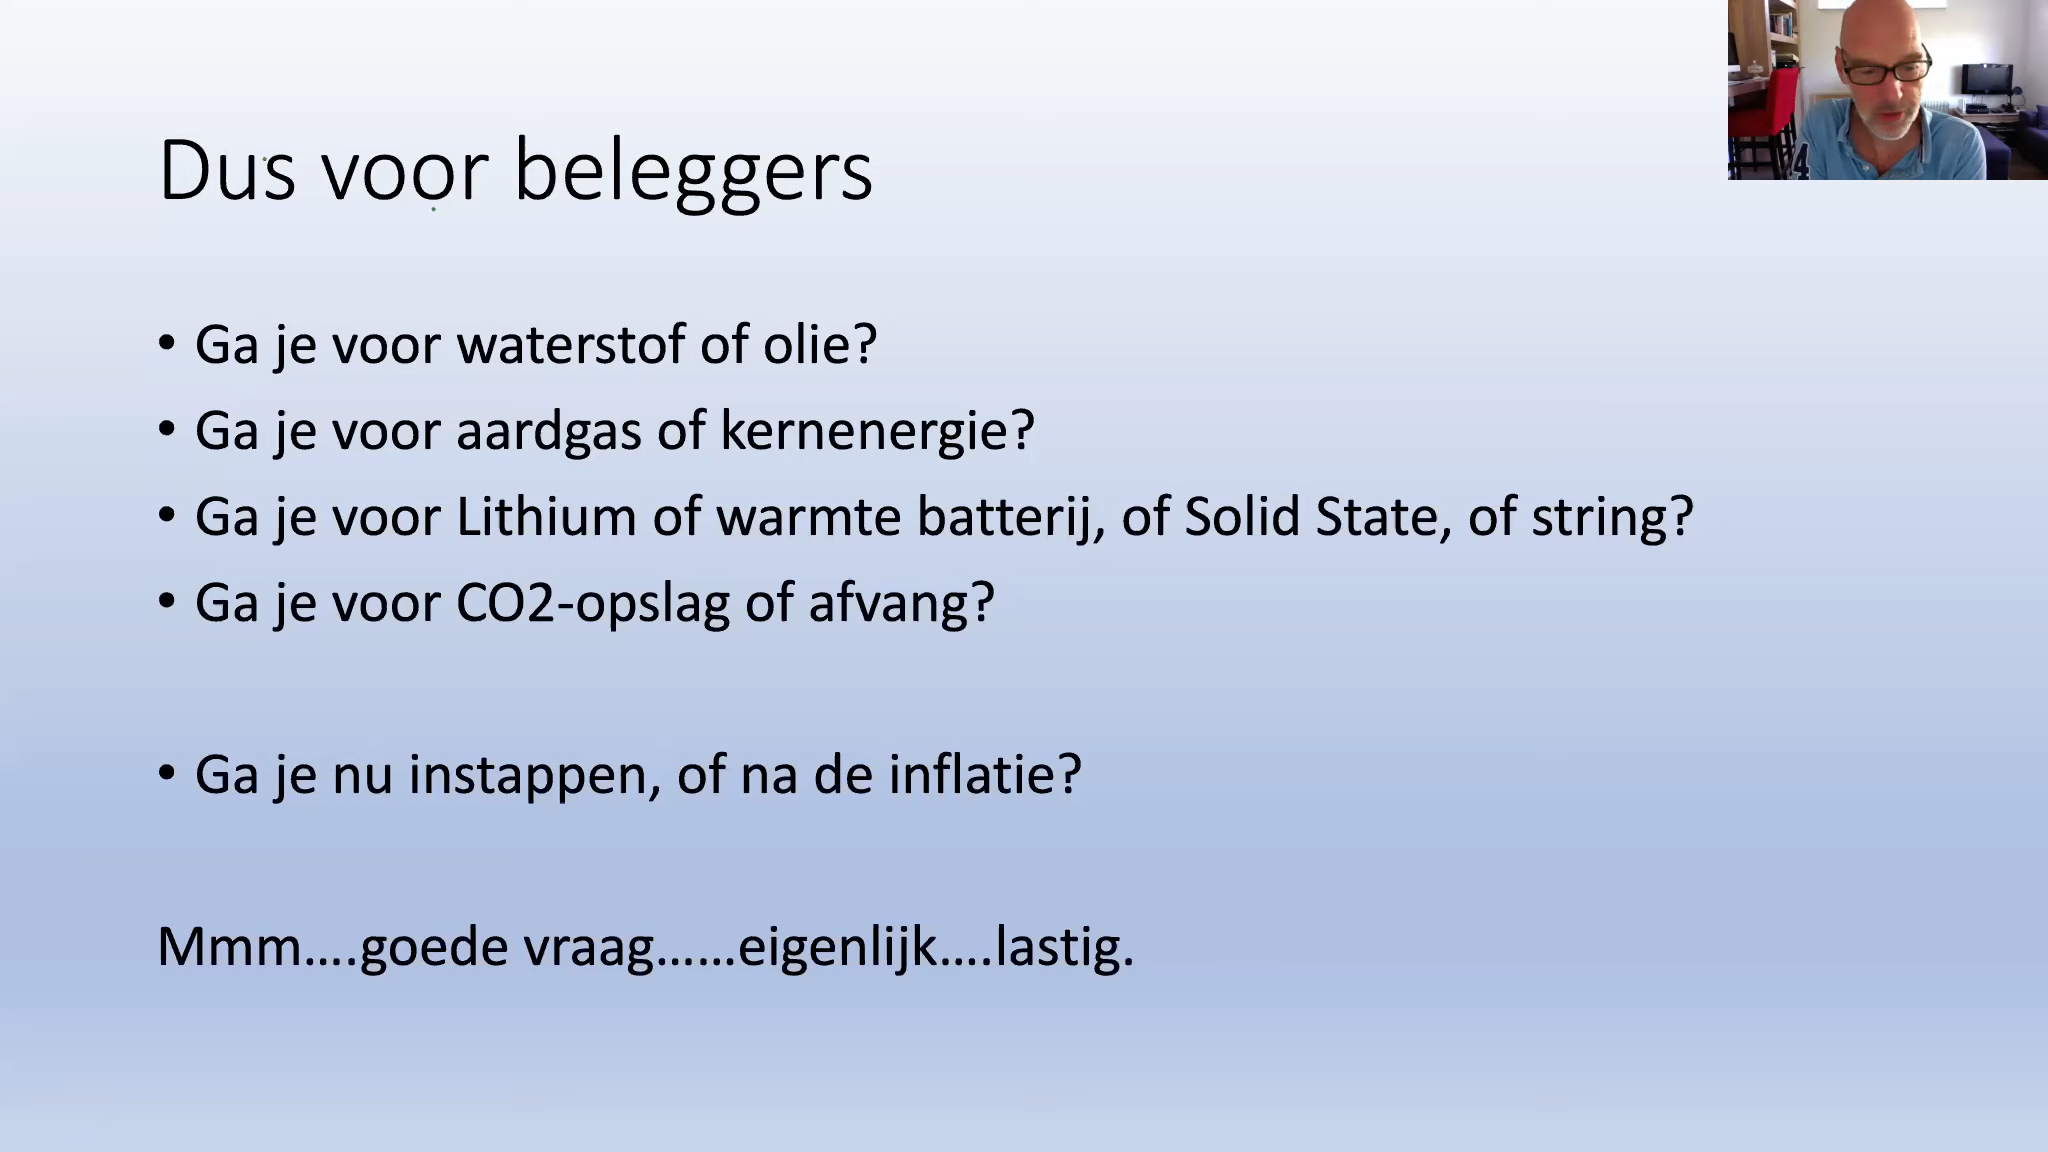 Dus voor beleggers
• Ga je voor waterstof of olie?
• Ga je voor aardgas of kernenergie?
• Ga je voor Lithium of warmte batterij, of Solid State, of string?
• Ga je voor CO2-opslag of afvang?
• Ga je nu instappen, of na de inflatie?
Mmm….goede vraag……eigenlijk….lastig.
4